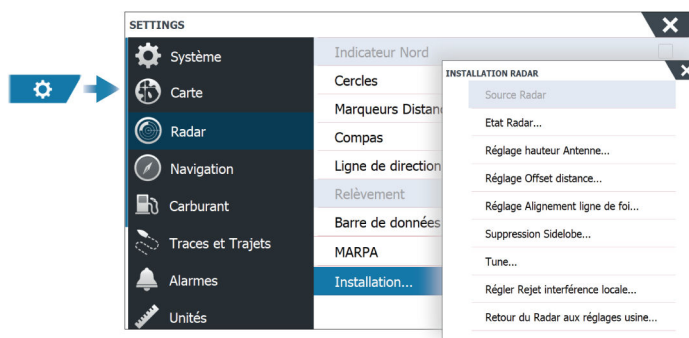 SETTINGS
Système
Carte
Radar
Navigation
Carburant
Traces et Trajets
Alarmes
Unités
Indicateur Nord
Cercles
Marqueurs Distan
Compas
Ligne de direction
Relèvement
Barre de données
MARPA
Installation...
INSTALLATION RADAR
Source Radar
Etat Radar...
Réglage hauteur Antenne...
Réglage Offset distance...
Réglage Alignement ligne de foi...
Suppression Sidelobe...
Tune...
Régler Rejet interférence locale...
Retour du Radar aux réglages usine...